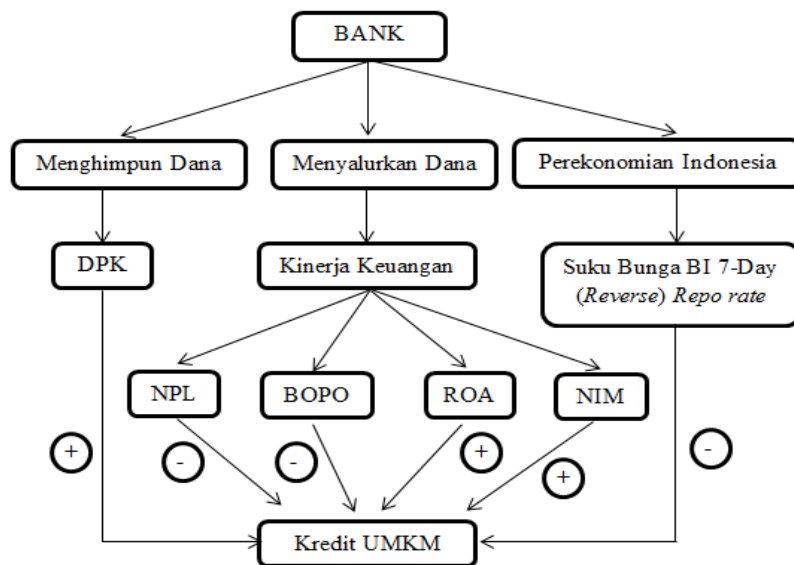 BANK
Menghimpun Dana
Menyalurkan Dana
Perekonomian Indonesia
DPK
Kinerja Keuangan
Suku Bunga BI 7-Day
(Reverse) Repo rate
NPL
BOPO
ROA
NIM
+
-
-
+
+
-
Kredit UMKM